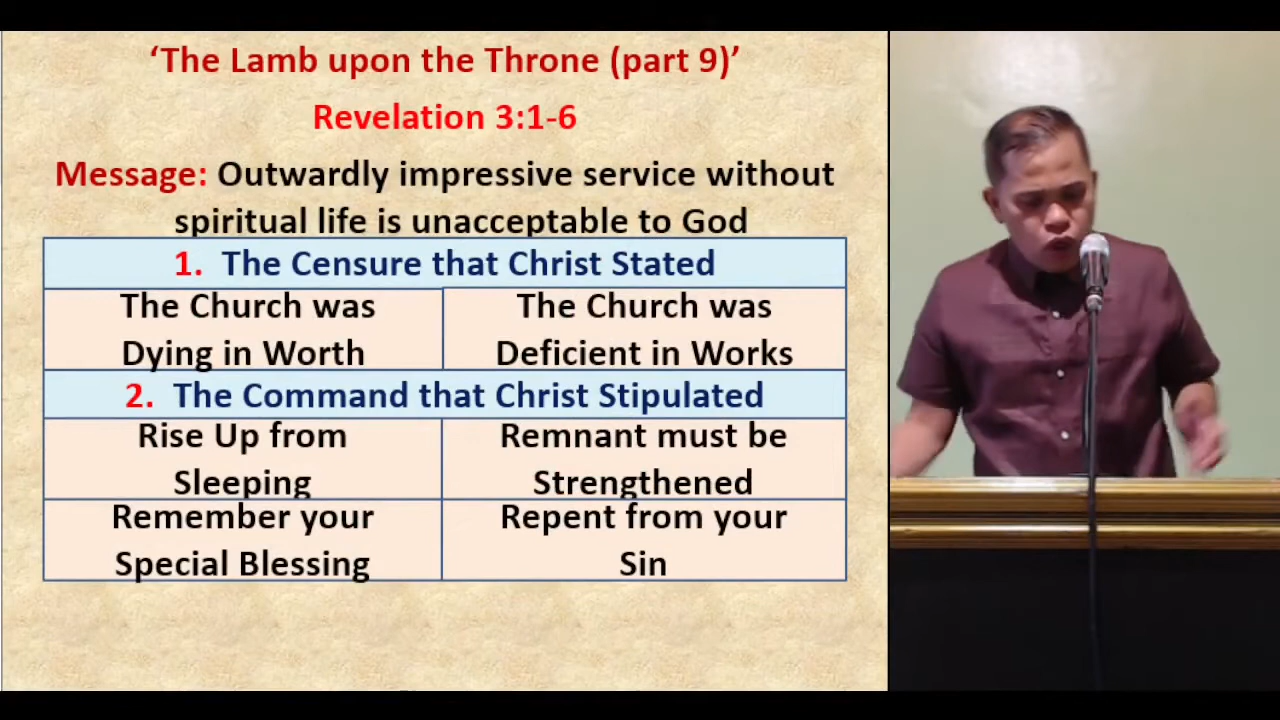 ‘The Lamb upon the Throne (part 9)’
Revelation 3:1-6
Message: Outwardly impressive service without
spiritual life is unacceptable to God
1. The Censure that Christ Stated
The Church was
Dying in Worth
The Church was
Deficient in Works
2. The Command that Christ Stipulated
Rise Up from
Sleeping
Remnant must be
Strengthened
Remember your
Special Blessing
Repent from your
Sin